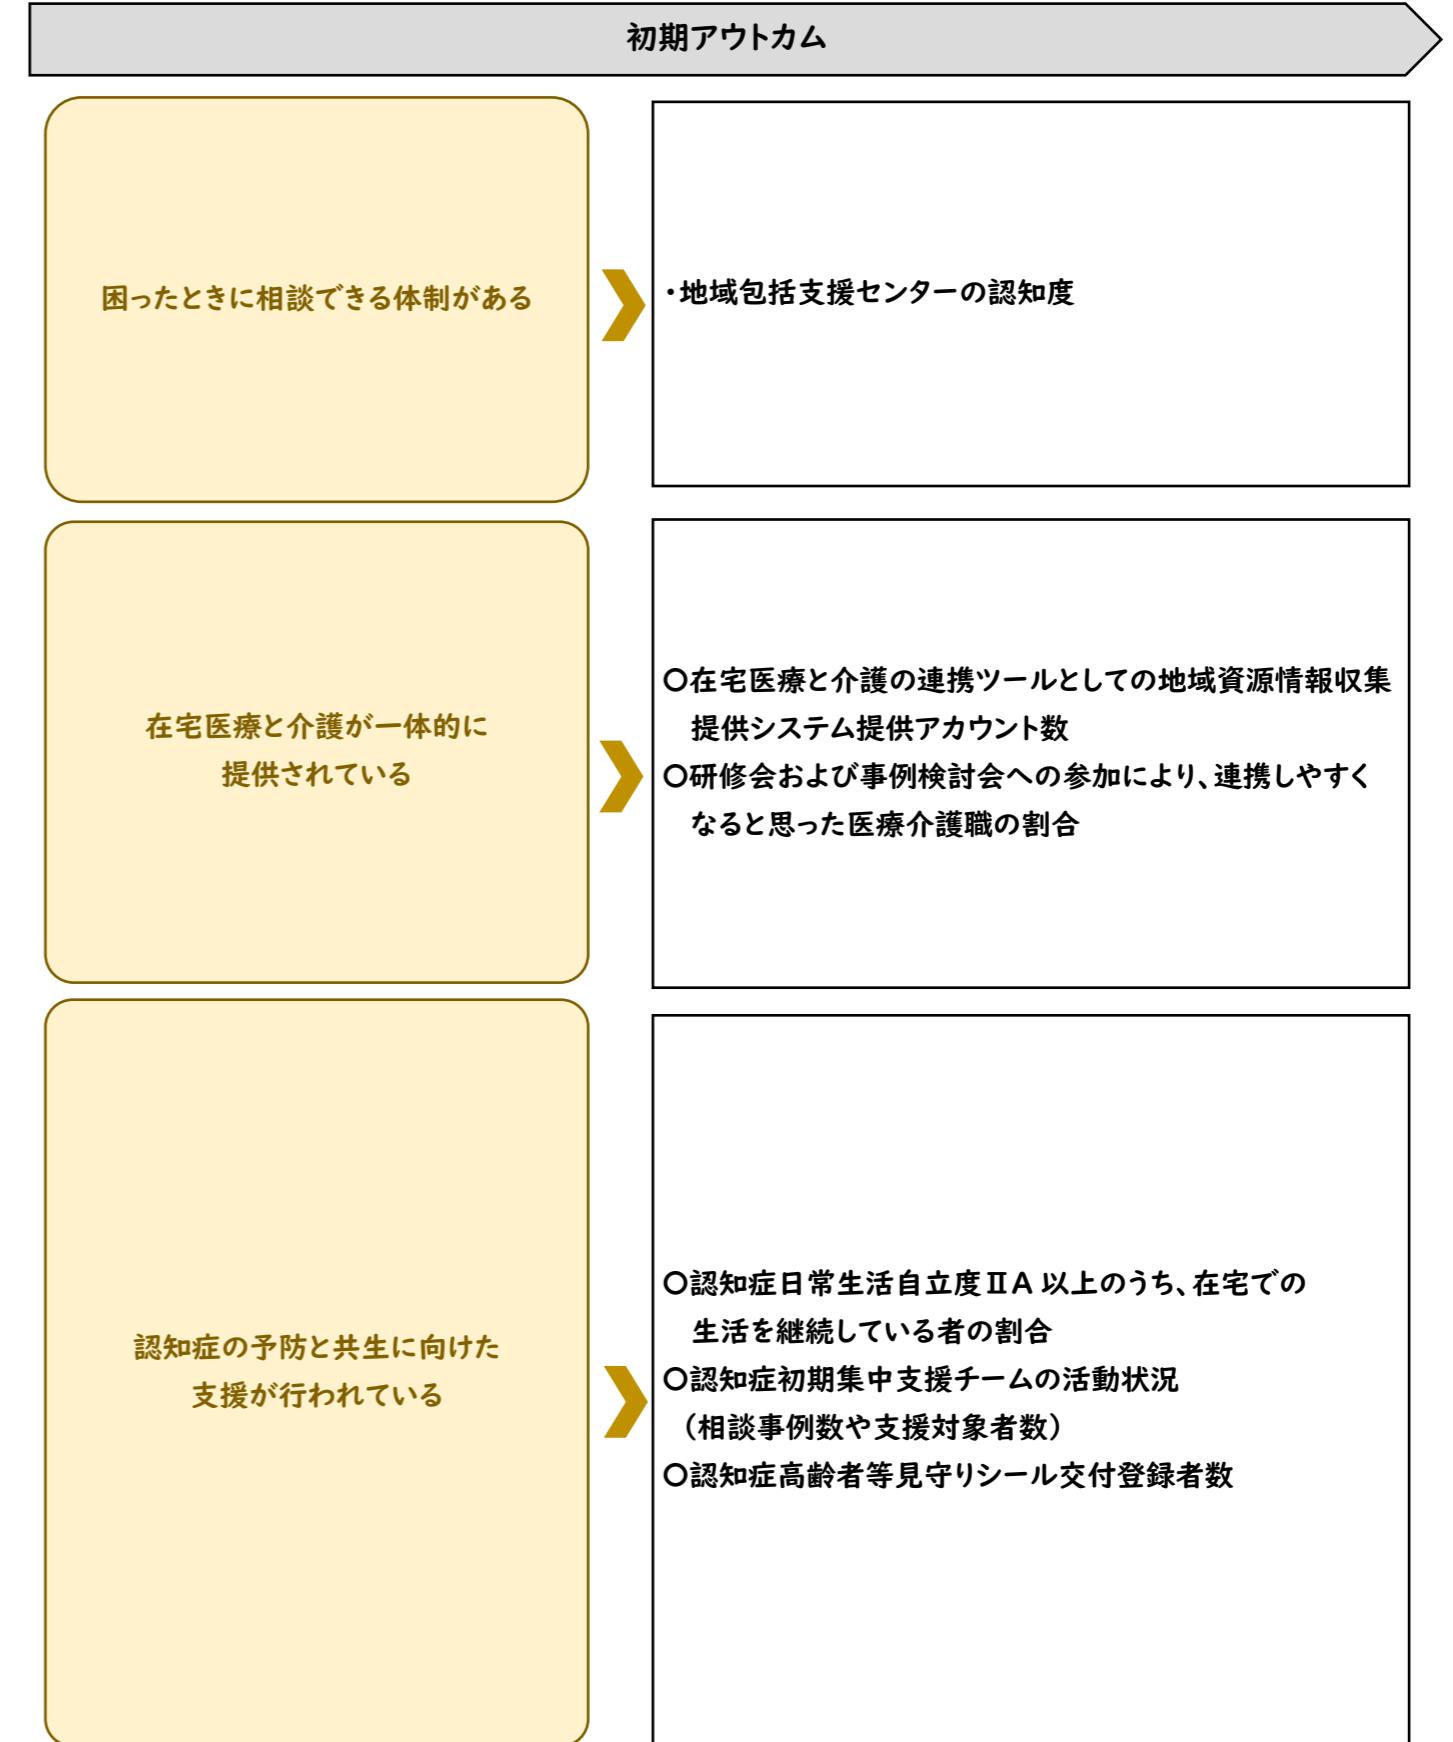 初期アウトカム
困ったときに相談できる体制がある
・地域包括支援センターの認知度
在宅医療と介護が一体的に
提供されている
〇在宅医療と介護の連携ツールとしての地域資源情報収集
提供システム提供アカウント数
〇研修会および事例検討会への参加により、連携しやすく
なると思った医療介護職の割合
認知症の予防と共生に向けた
支援が行われている
〇認知症日常生活自立度ⅡA以上のうち、在宅での
生活を継続している者の割合
〇認知症初期集中支援チームの活動状況
（相談事例数や支援対象者数）
〇認知症高齢者等見守りシール交付登録者数